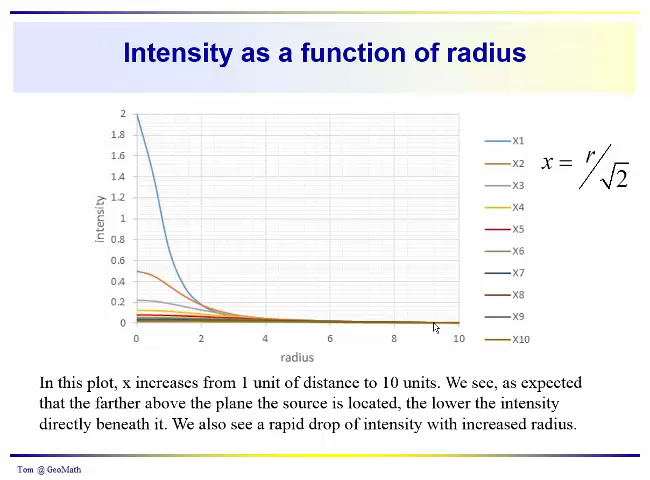 Intensity as a function of radius
2
1.8
1.6
1.4
1.2
1
0.8
0.6
0.4
0.2
0
intensity
0 2 4 6 8 10
radius
X1
X2
X3
X4
X5
X6
X7
X8
X9
X10
x = r/√2
In this plot, x increases from 1 unit of distance to 10 units. We see, as expected
that the farther above the plane the source is located, the lower the intensity
directly beneath it. We also see a rapid drop of intensity with increased radius.
Tom @ GeoMath